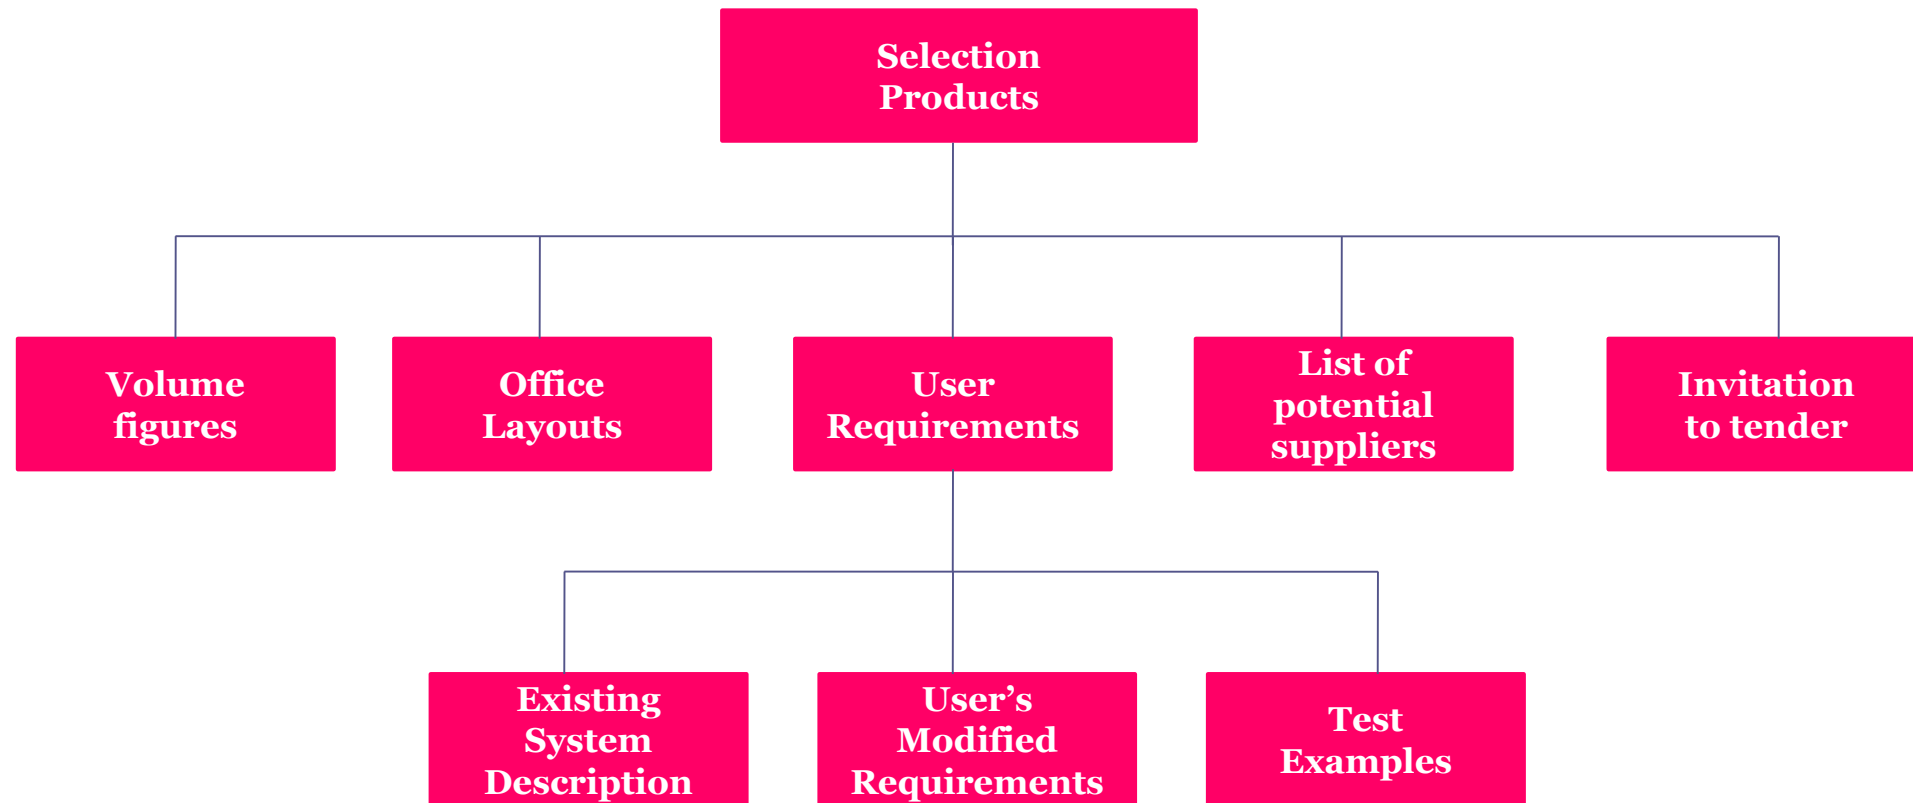 Selection
Products
Volume
figures
Office
Layouts
User
Requirements
List of
potential
suppliers
Invitation
to tender
Existing
System
Description
User’s
Modified
Requirements
Test
Examples